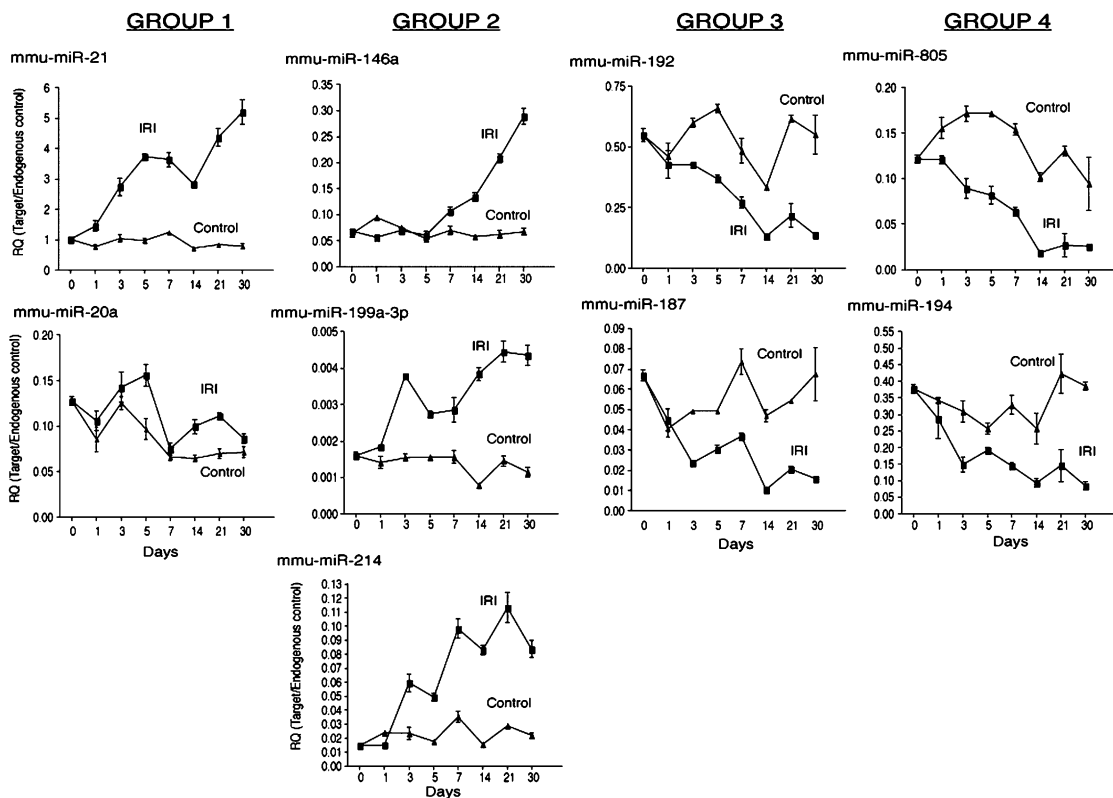 GROUP 1
GROUP 2
GROUP 3
GROUP 4
mmu-miR-21
RQ (Target/Endogenous control)
6
5
4
3
2
1
0
IRI
Control
0 1 3 5 7 14 21 30
mmu-miR-146a
0.35
0.30
0.25
0.20
0.15
0.10
0.05
0.00
IRI
Control
0 1 3 5 7 14 21 30
mmu-miR-192
0.75
0.50
0.25
0.00
Control
IRI
0 1 3 5 7 14 21 30
mmu-miR-805
0.20
0.15
0.10
0.05
0.00
Control
IRI
0 1 3 5 7 14 21 30
mmu-miR-20a
RQ (Target/Endogenous control)
0.20
0.15
0.10
0.05
0.00
IRI
Control
0 1 3 5 7 14 21 30
Days
mmu-miR-199a-3p
0.005
0.004
0.003
0.002
0.001
0.000
IRI
Control
0 1 3 5 7 14 21 30
mmu-miR-187
0.09
0.08
0.07
0.06
0.05
0.04
0.03
0.02
0.01
0.00
Control
IRI
0 1 3 5 7 14 21 30
Days
mmu-miR-194
0.55
0.50
0.45
0.40
0.35
0.30
0.25
0.20
0.15
0.10
0.05
0.00
Control
IRI
0 1 3 5 7 14 21 30
Days
mmu-miR-214
RQ (Target/Endogenous control)
0.13
0.12
0.11
0.10
0.09
0.08
0.07
0.06
0.05
0.04
0.03
0.02
0.01
0.00
IRI
Control
0 1 3 5 7 14 21 30
Days